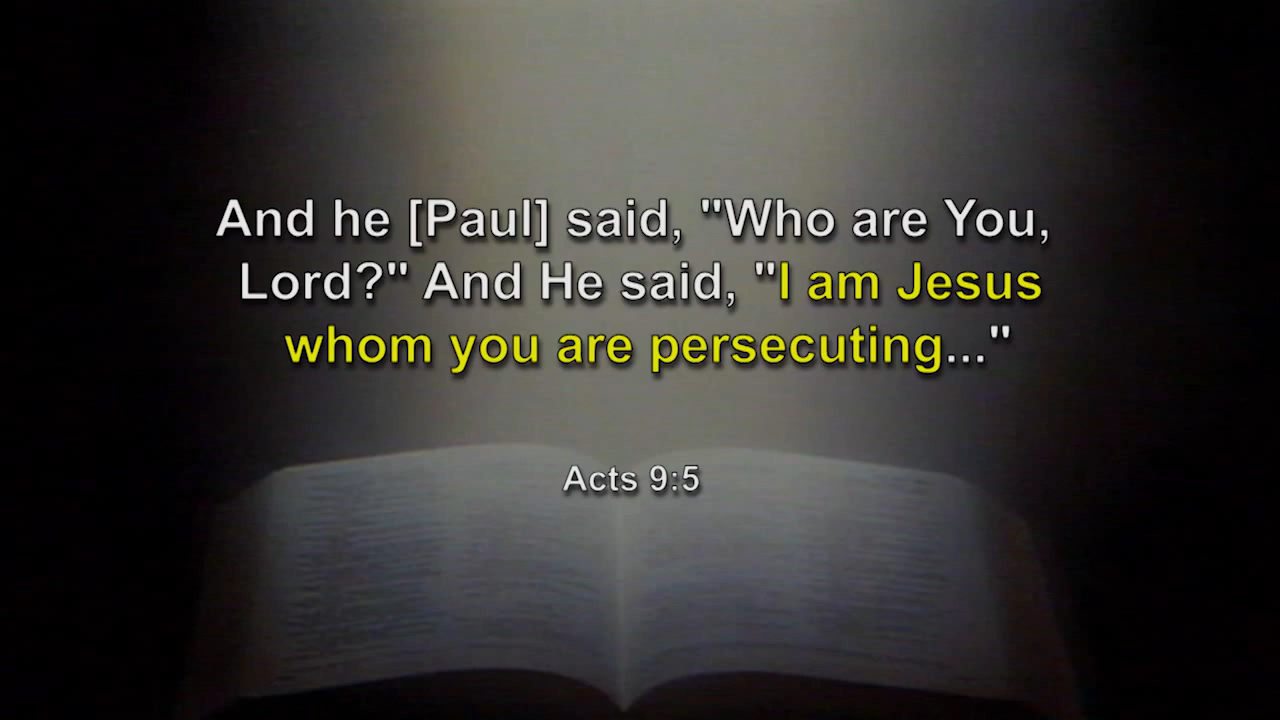 And he [Paul] said, "Who are You,
Lord?" And He said, "I am Jesus
whom you are persecuting..."
Acts 9:5